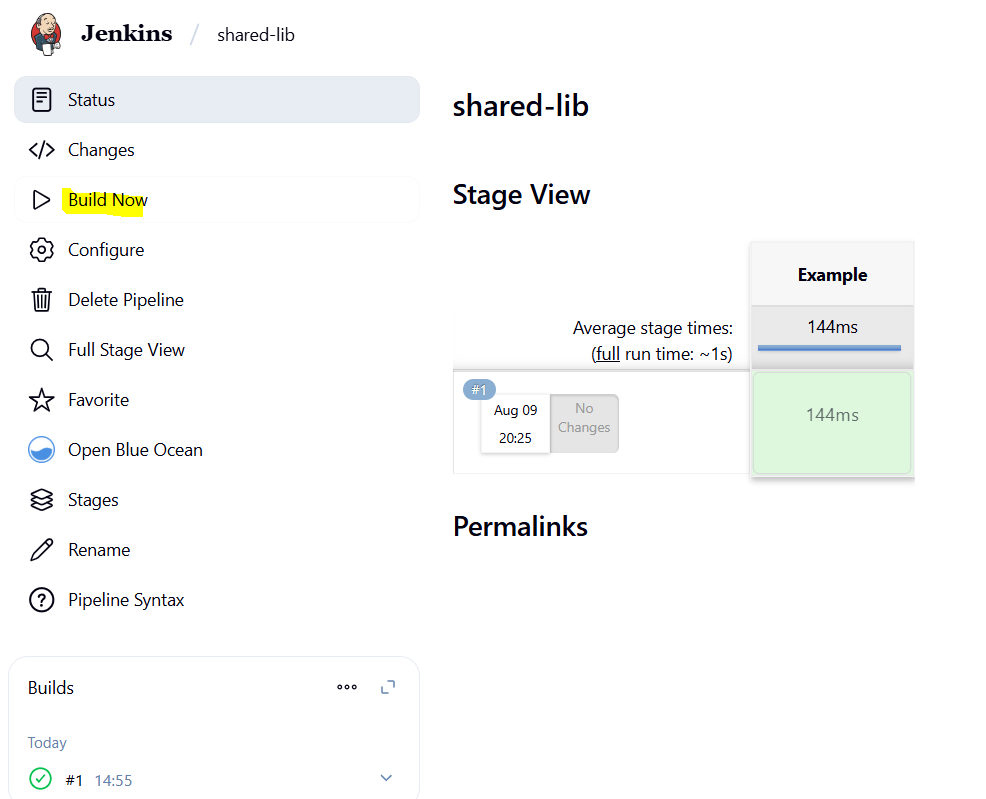 Jenkins / shared-lib
Status
Changes
Build Now
Configure
Delete Pipeline
Full Stage View
Favorite
Open Blue Ocean
Stages
Rename
Pipeline Syntax
Builds
Today
#1 14:55
shared-lib
Stage View
Example
Average stage times:
(full run time: ~1s)
144ms
#1
Aug 09
20:25
No
Changes
144ms
Permalinks